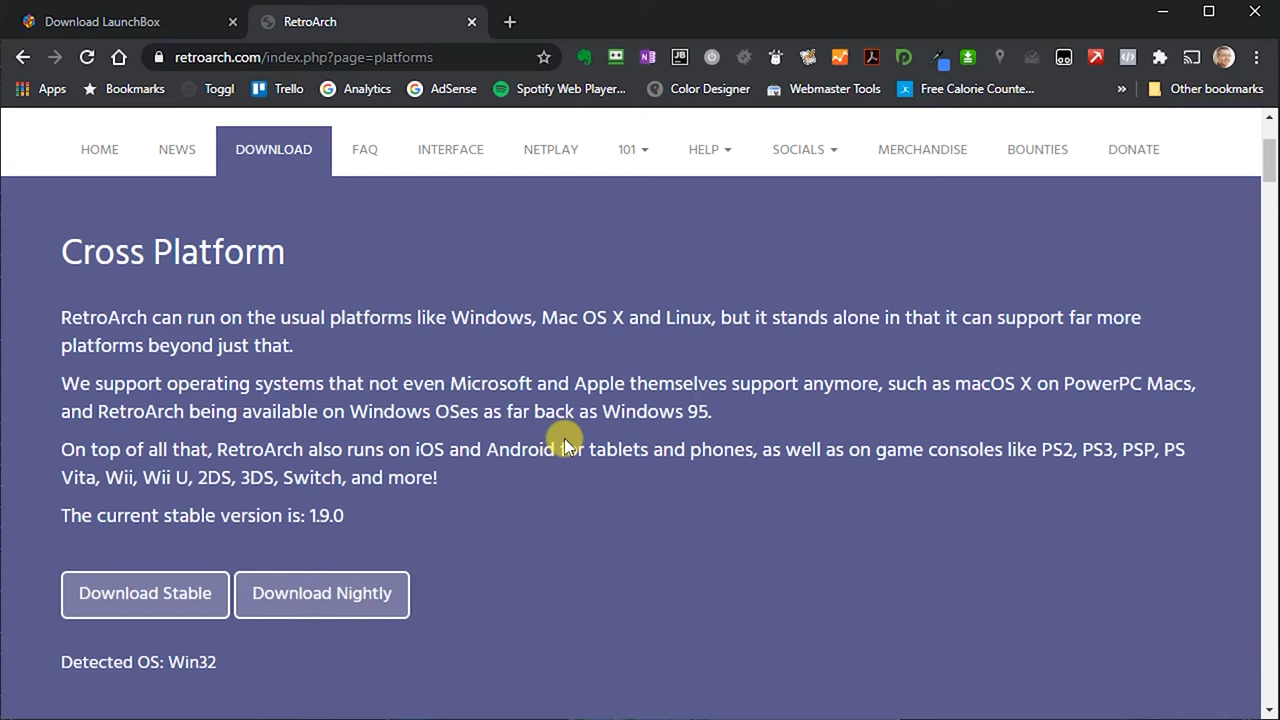 Download LaunchBox
RetroArch
retroarch.com/index.php?page=platforms
Apps
Bookmarks
Toggl
Trello
Analytics
AdSense
Spotify Web Player...
Color Designer
Webmaster Tools
Free Calorie Counte...
»
Other bookmarks
HOME
NEWS
DOWNLOAD
FAQ
INTERFACE
NETPLAY
101
HELP
SOCIALS
MERCHANDISE
BOUNTIES
DONATE
Cross Platform
RetroArch can run on the usual platforms like Windows, Mac OS X and Linux, but it stands alone in that it can support far more
platforms beyond just that.
We support operating systems that not even Microsoft and Apple themselves support anymore, such as macOS X on PowerPC Macs,
and RetroArch being available on Windows OSes as far back as Windows 95.
On top of all that, RetroArch also runs on iOS and Android for tablets and phones, as well as on game consoles like PS2, PS3, PSP, PS
Vita, Wii, Wii U, 2DS, 3DS, Switch, and more!
The current stable version is: 1.9.0
Download Stable
Download Nightly
Detected OS: Win32